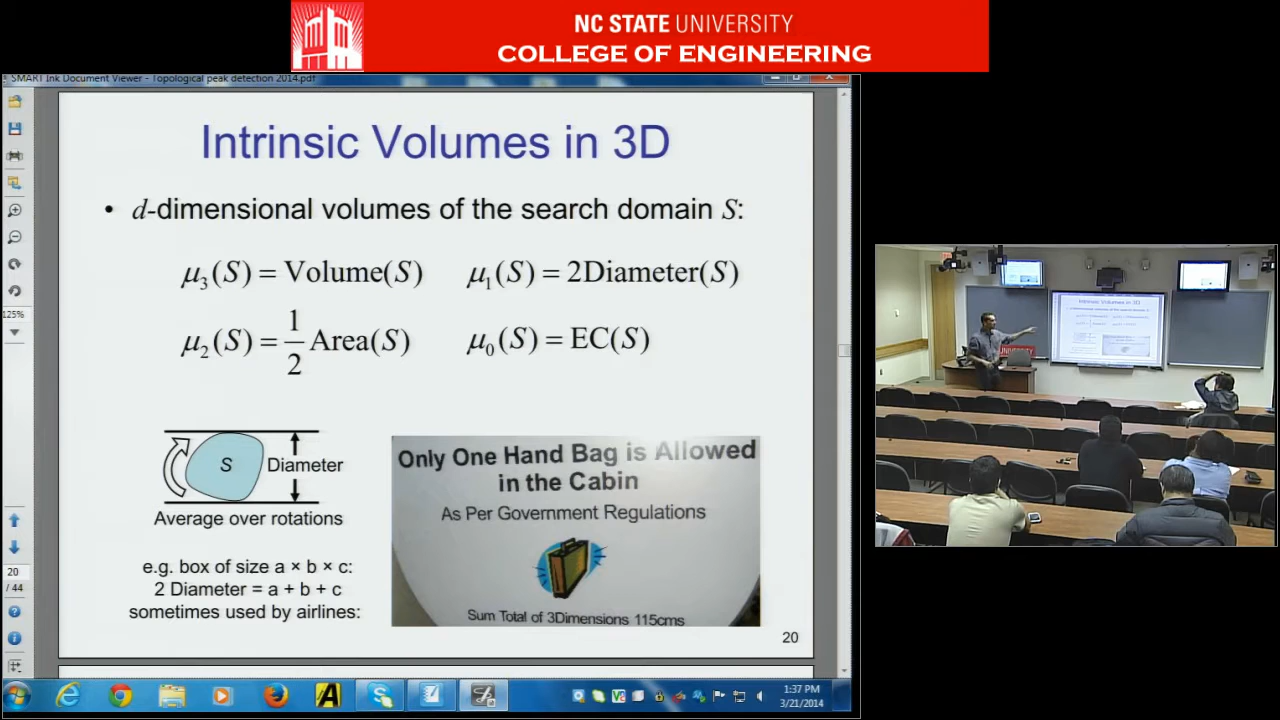 NC STATE UNIVERSITY
COLLEGE OF ENGINEERING
SMART Ink Document Viewer - Topological peak detection 2014.pdf
Intrinsic Volumes in 3D
• d-dimensional volumes of the search domain S:
μ₃(S) = Volume(S) μ₁(S) = 2Diameter(S)
μ₂(S) = 1/2 Area(S) μ₀(S) = EC(S)
S
Diameter
Average over rotations
e.g. box of size a × b × c:
2 Diameter = a + b + c
sometimes used by airlines:
Only One Hand Bag is Allowed
in the Cabin
As Per Government Regulations
Sum Total of 3Dimensions 115cms
20
125%
20
/ 44
1:37 PM
3/21/2014
Intrinsic Volumes in 3D